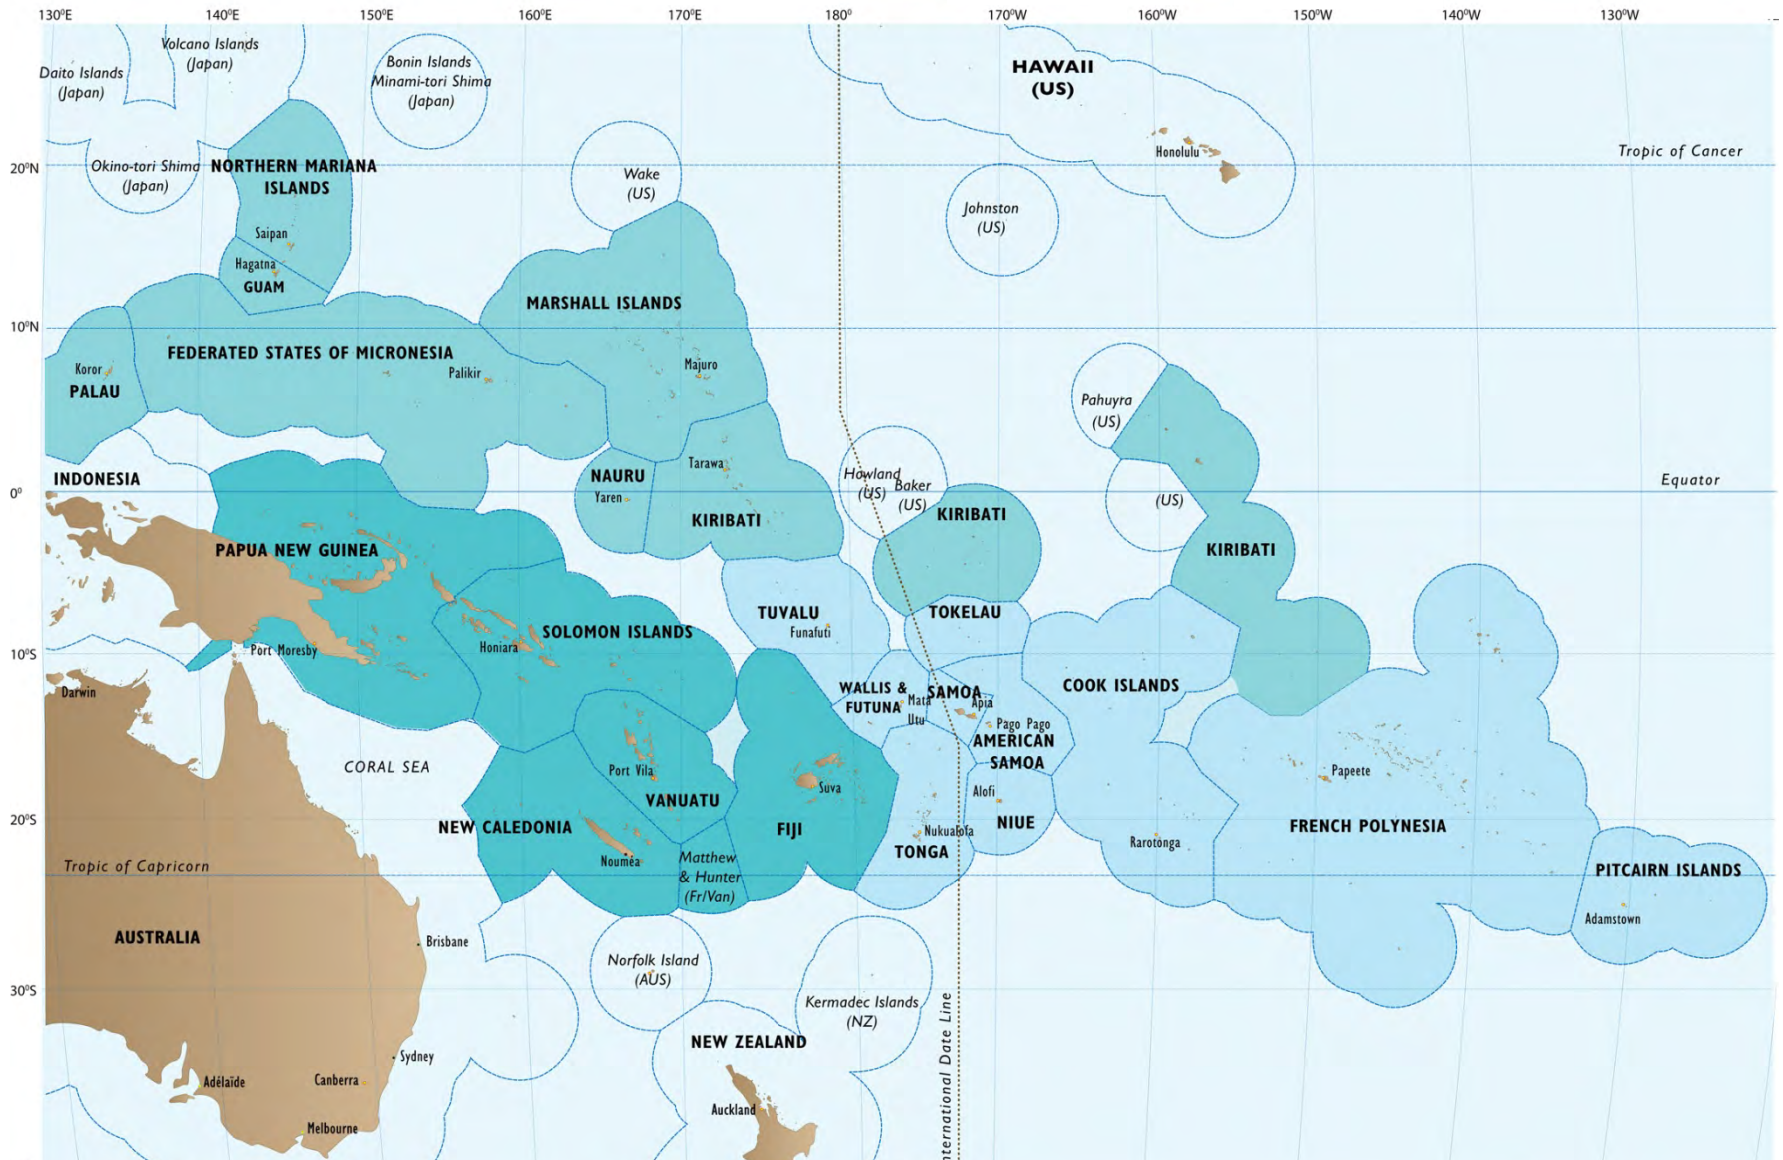 130°E
140°E
150°E
160°E
170°E
180°
170°W
160°W
150°W
140°W
130°W
Volcano Islands
(Japan)
Daito Islands
(Japan)
Bonin Islands
Minami-tori Shima
(Japan)
HAWAII
(US)
Honolulu
Tropic of Cancer
20°N
Okino-tori Shima
(Japan)
NORTHERN MARIANA
ISLANDS
Saipan
Wake
(US)
Johnston
(US)
Hagatna
GUAM
MARSHALL ISLANDS
Majuro
10°N
FEDERATED STATES OF MICRONESIA
Palikir
Koror
PALAU
Pahuyra
(US)
INDONESIA
NAURU
Yaren
Tarawa
KIRIBATI
Howland
(US)
Baker
(US)
KIRIBATI
(US)
Equator
0°
KIRIBATI
PAPUA NEW GUINEA
Port Moresby
SOLOMON ISLANDS
Honiara
TUVALU
Funafuti
TOKELAU
10°S
Darwin
WALLIS &
FUTUNA
Mata
Utu
SAMOA
Apia
Pago Pago
AMERICAN
SAMOA
COOK ISLANDS
CORAL SEA
Port Vila
VANUATU
Suva
FIJI
Alofi
NIUE
Papeete
FRENCH POLYNESIA
20°S
NEW CALEDONIA
Nouméa
Matthew
& Hunter
(Fr/Van)
Nukualofa
TONGA
Rarotonga
Tropic of Capricorn
PITCAIRN ISLANDS
Adamstown
AUSTRALIA
Brisbane
Norfolk Island
(AUS)
Kermadec Islands
(NZ)
30°S
NEW ZEALAND
International Date Line
Sydney
Adélaïde
Canberra
Auckland
Melbourne